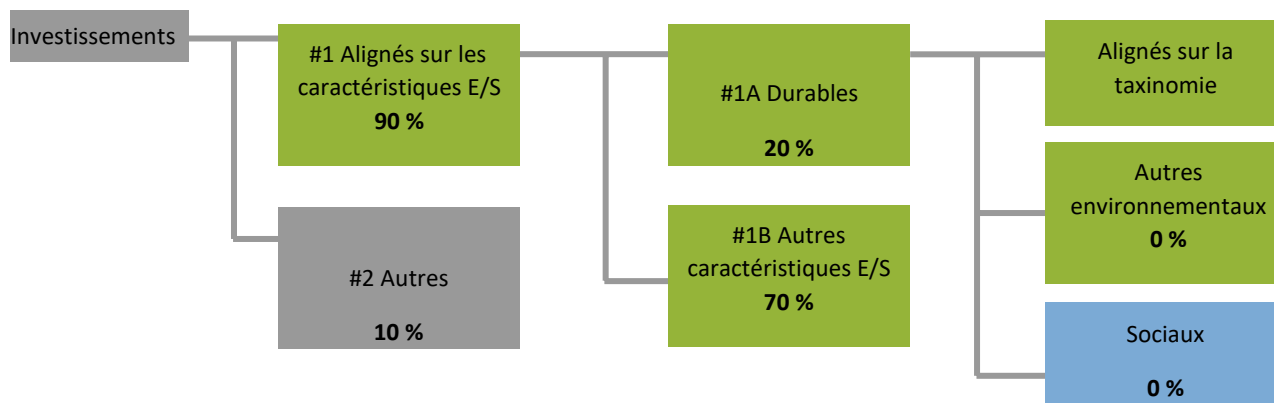 Investissements
#1 Alignés sur les
caractéristiques E/S
90 %
#2 Autres
10 %
#1A Durables
20 %
#1B Autres
caractéristiques E/S
70 %
Alignés sur la
taxinomie
Autres
environnementaux
0 %
Sociaux
0 %